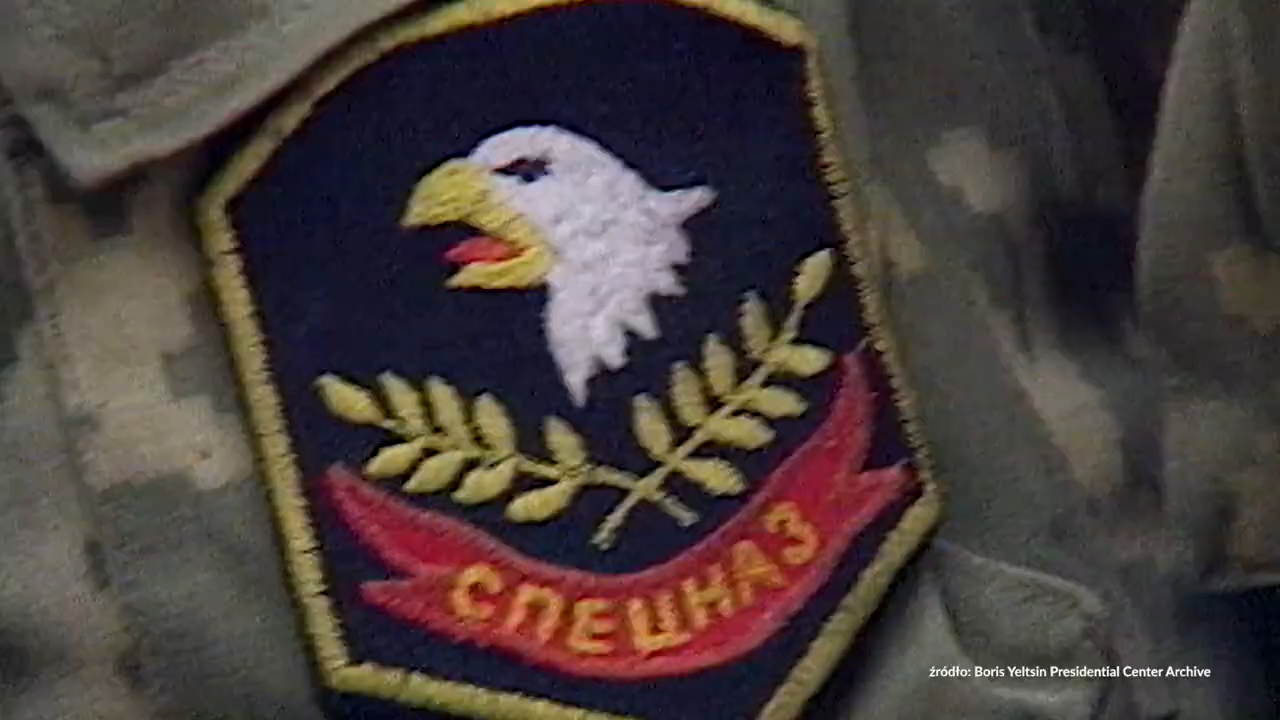 СПЕЦНАЗ
źródło: Boris Yeltsin Presidential Center Archive